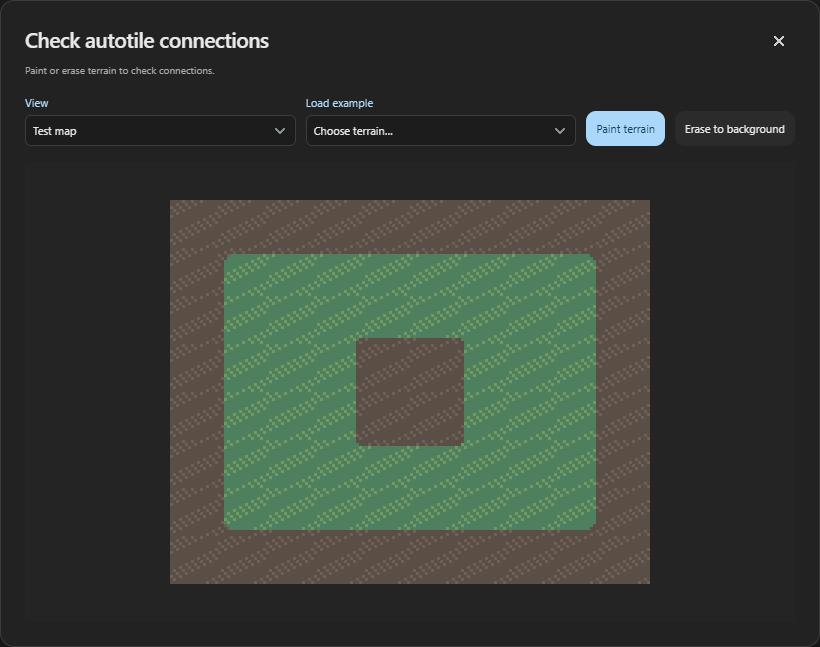 Check autotile connections
Paint or erase terrain to check connections.
View
Load example
Test map
Choose terrain...
Paint terrain
Erase to background